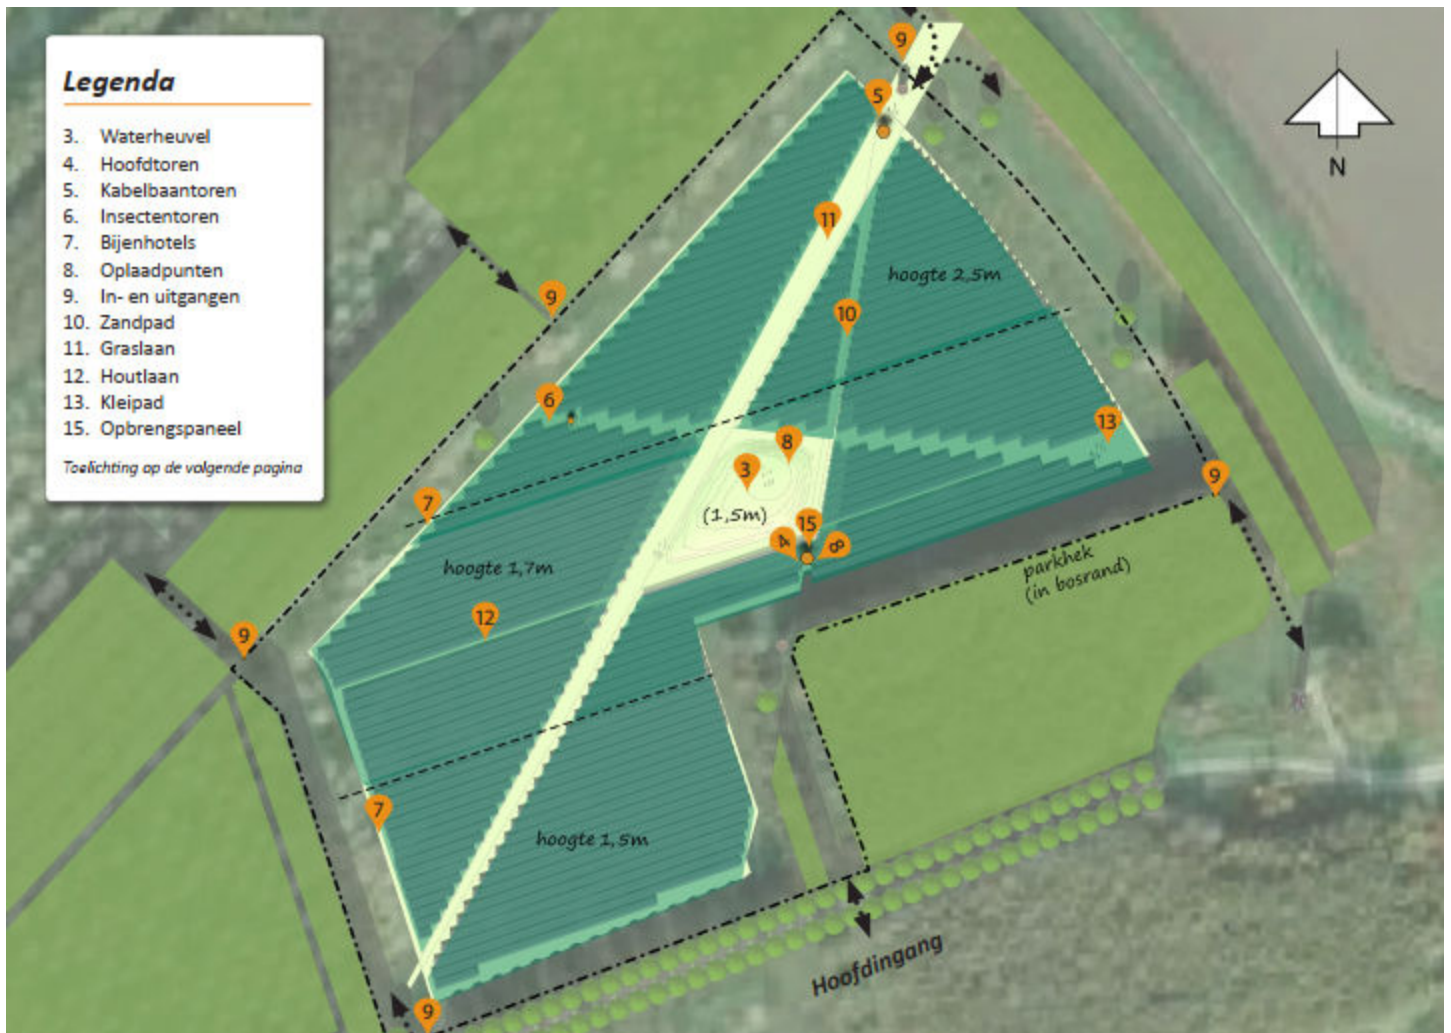 Legenda
3. Waterheuvel
4. Hoofdtoren
5. Kabelbaantoren
6. Insectentoren
7. Bijenhotels
8. Oplaadpunten
9. In- en uitgangen
10. Zandpad
11. Graslaan
12. Houtlaan
13. Kleipad
15. Opbrengspaneel
Toelichting op de volgende pagina
9
5
N
11
hoogte 2,5m
9
10
6
13
8
3
9
7
(1,5m)
15
4
8
hoogte 1,7m
parkhek
(in bosrand)
12
9
7
hoogte 1,5m
Hoofdingang
9